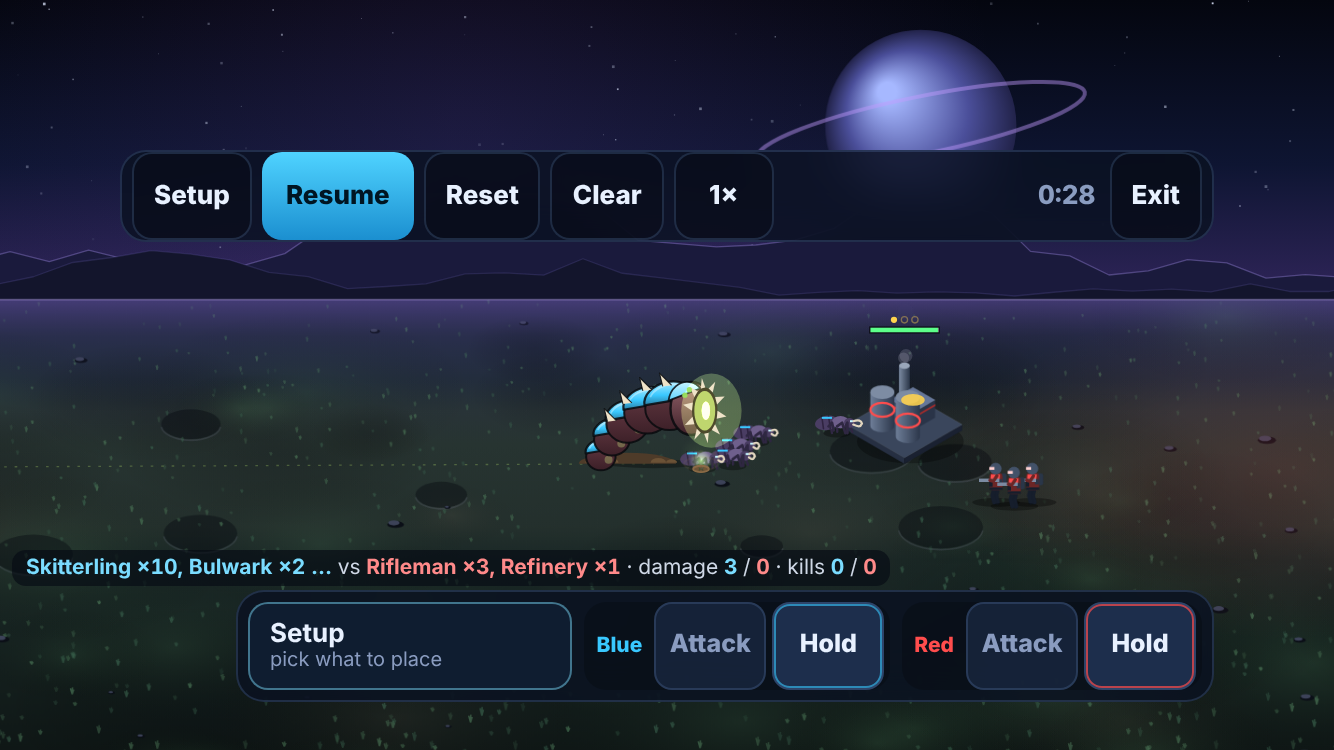 Setup Resume Reset Clear 1× 0:28 Exit
Skitterling ×10, Bulwark ×2 ... vs Rifleman ×3, Refinery ×1 · damage 3 / 0 · kills 0 / 0
Setup
pick what to place
Blue Attack Hold Red Attack Hold